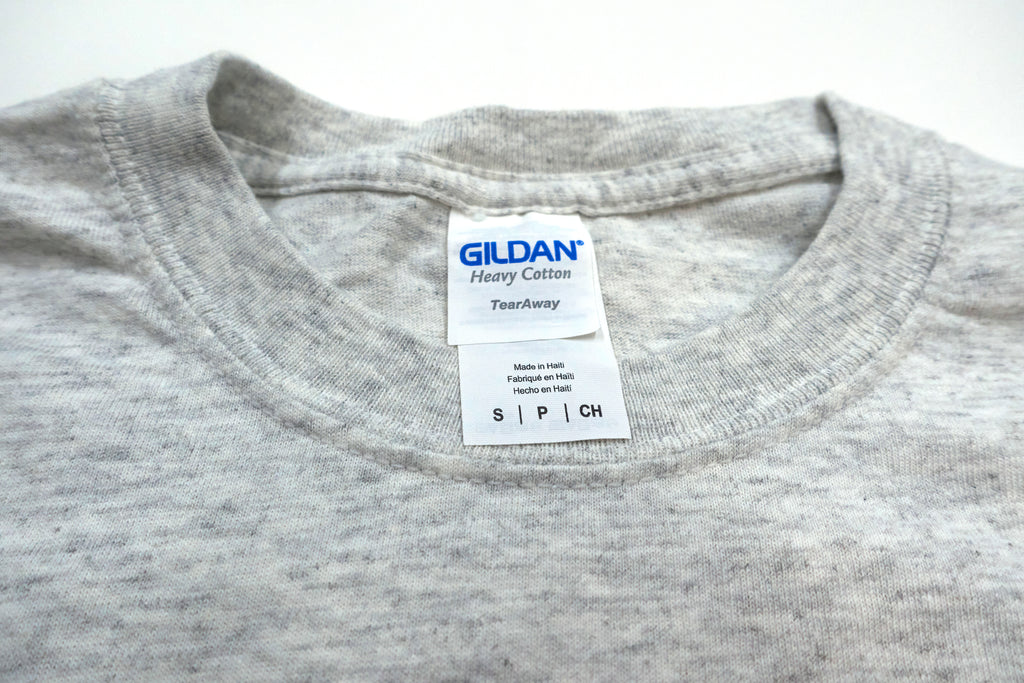 GILDAN®
Heavy Cotton
TearAway
Made in Haiti
Fabriqué en Haïti
Hecho en Haití
S | P | CH